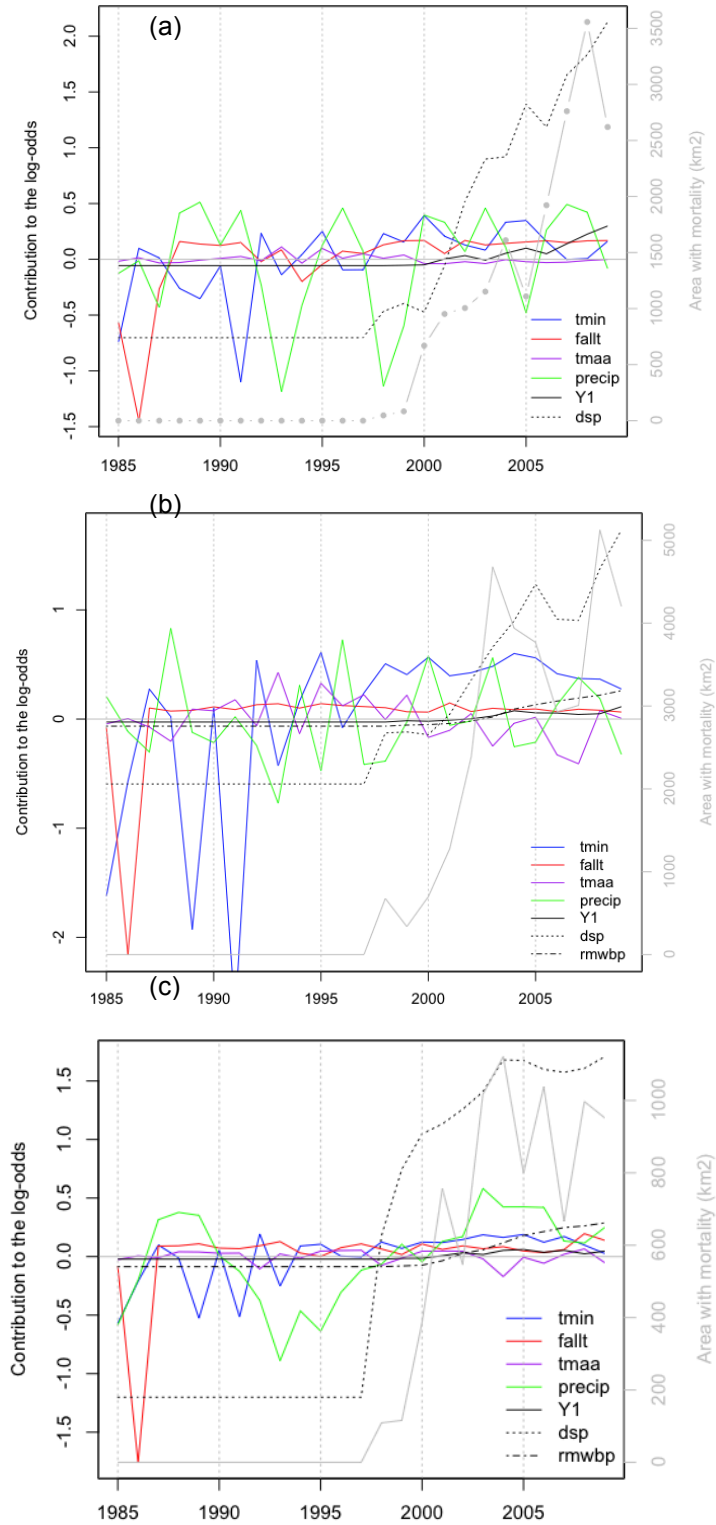 (a)
2.0
1.5
1.0
0.5
0.0
-0.5
-1.0
-1.5
Contribution to the log-odds
3500
3000
2500
2000
1500
1000
500
0
Area with mortality (km2)
tmin
fallt
tmaa
precip
Y1
dsp
1985 1990 1995 2000 2005
(b)
1
0
-1
-2
Contribution to the log-odds
5000
4000
3000
2000
1000
0
Area with mortality (km2)
tmin
fallt
tmaa
precip
Y1
dsp
rmwbp
1985 1990 1995 2000 2005
(c)
1.5
1.0
0.5
0.0
-0.5
-1.0
-1.5
Contribution to the log-odds
1000
800
600
400
200
0
Area with mortality (km2)
tmin
fallt
tmaa
precip
Y1
dsp
rmwbp
1985 1990 1995 2000 2005